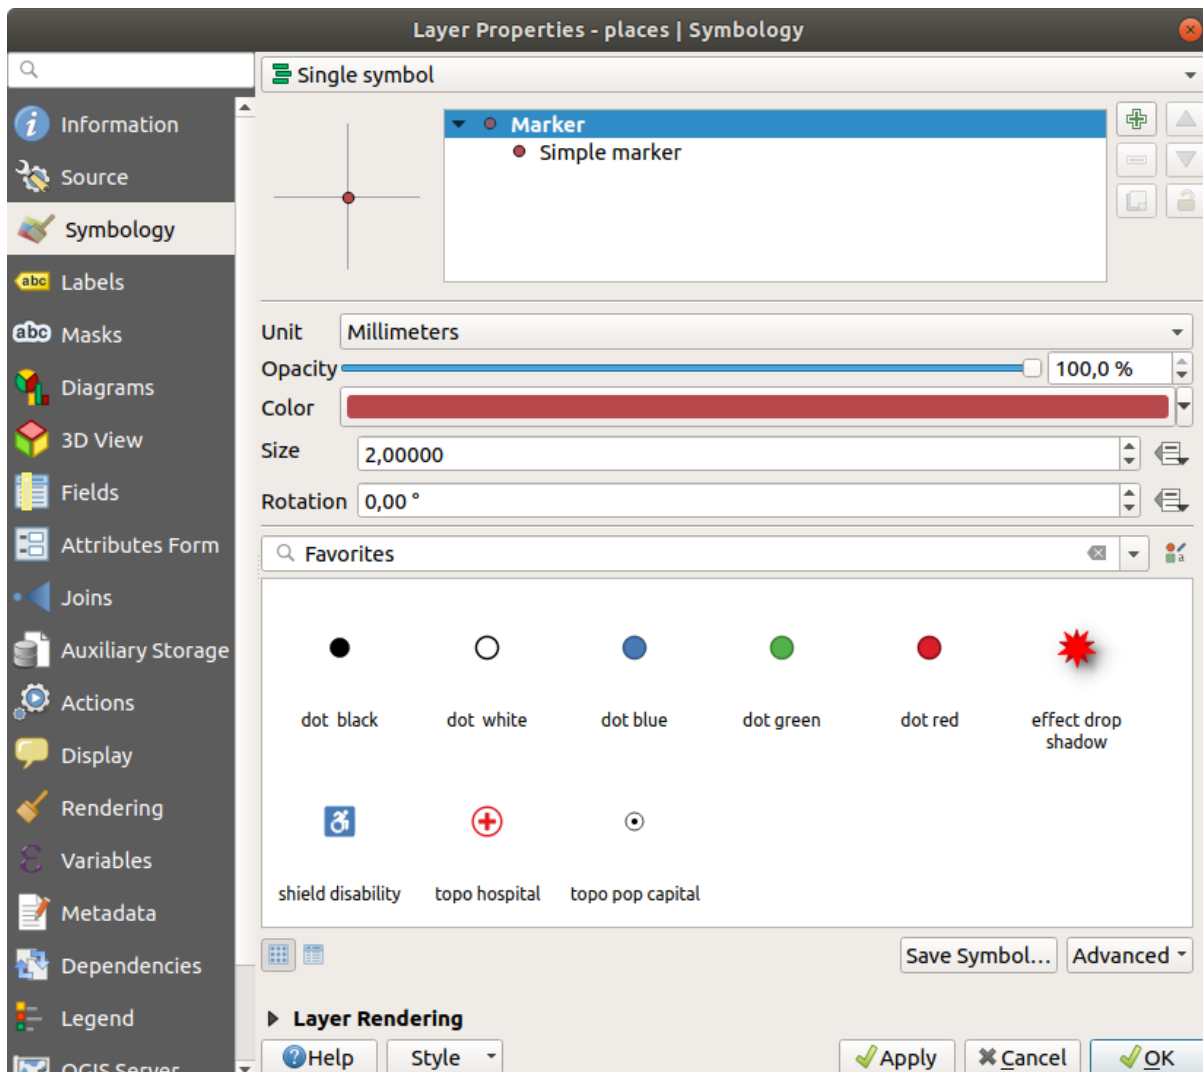 Layer Properties - places | Symbology
Information
Source
Symbology
abc Labels
abc Masks
Diagrams
3D View
Fields
Attributes Form
Joins
Auxiliary Storage
Actions
Display
Rendering
Variables
Metadata
Dependencies
Legend
QGIS Server
Single symbol
Marker
Simple marker
Unit Millimeters
Opacity 100,0 %
Color
Size 2,00000
Rotation 0,00 °
Favorites
dot black dot white dot blue dot green dot red effect drop
shadow
shield disability topo hospital topo pop capital
Save Symbol... Advanced
Layer Rendering
Help Style Apply Cancel OK